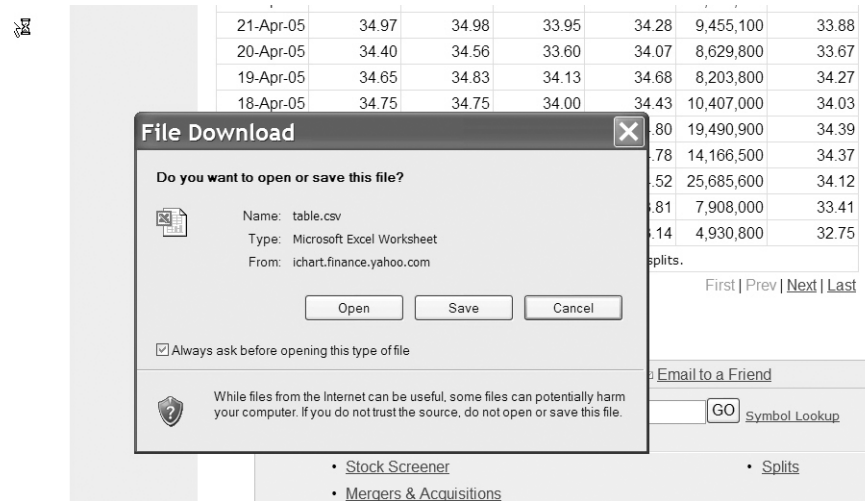 21-Apr-05 34.97 34.98 33.95 34.28 9,455,100 33.88
20-Apr-05 34.40 34.56 33.60 34.07 8,629,800 33.67
19-Apr-05 34.65 34.83 34.13 34.68 8,203,800 34.27
18-Apr-05 34.75 34.75 34.00 34.43 10,407,000 34.03
File Download
.80 19,490,900 34.39
.78 14,166,500 34.37
Do you want to open or save this file?
.52 25,685,600 34.12
Name: table.csv
.81 7,908,000 33.41
Type: Microsoft Excel Worksheet
.14 4,930,800 32.75
From: ichart.finance.yahoo.com
splits.
First | Prev | Next | Last
Open Save Cancel
Always ask before opening this type of file
Email to a Friend
While files from the Internet can be useful, some files can potentially harm
your computer. If you do not trust the source, do not open or save this file.
GO Symbol Lookup
• Stock Screener • Splits
• Mergers & Acquisitions